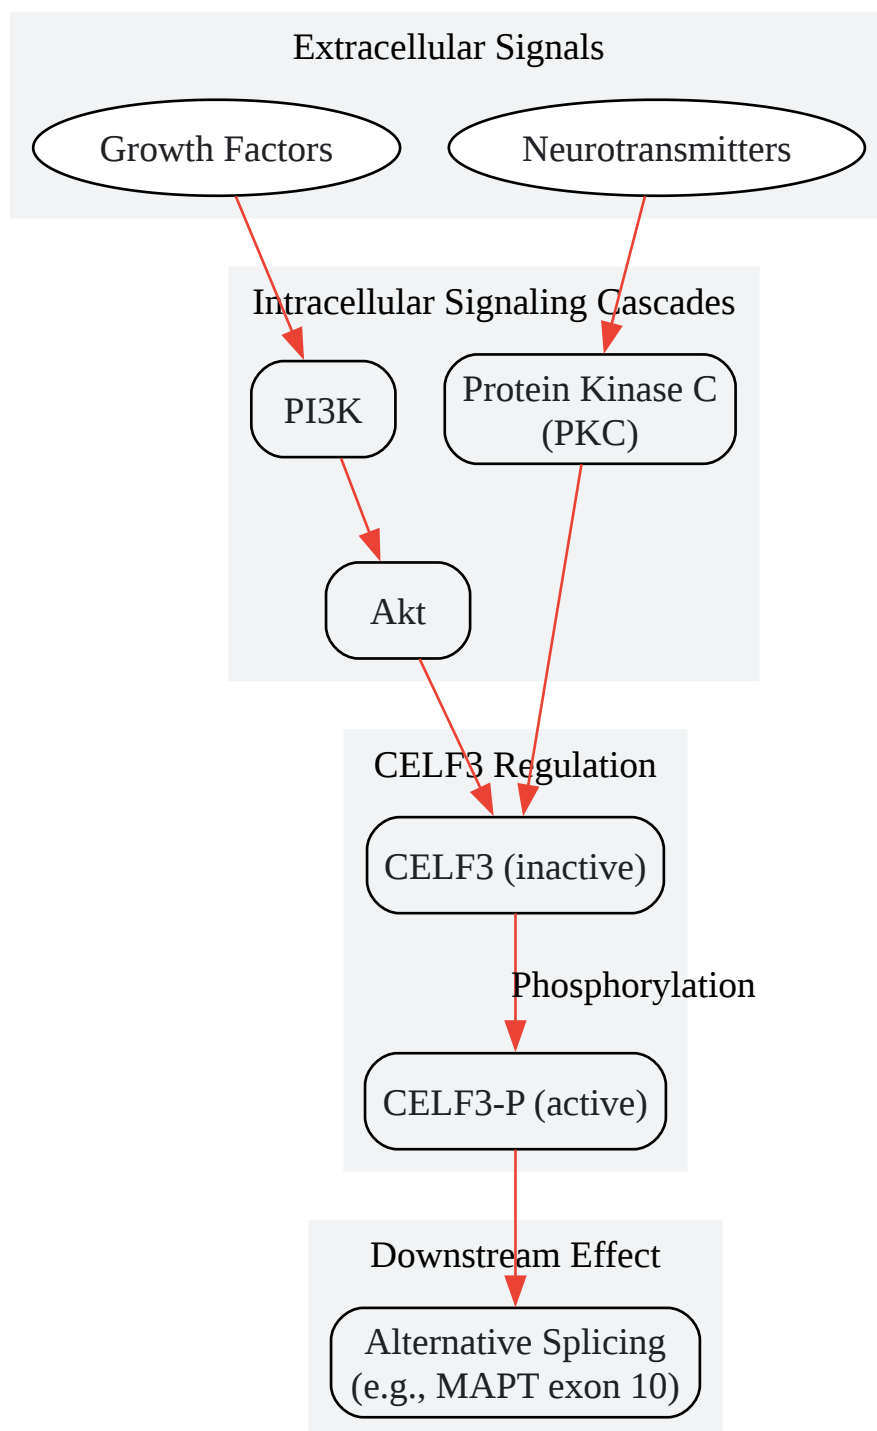 Extracellular Signals
Growth Factors
Neurotransmitters
Intracellular Signaling Cascades
PI3K
Protein Kinase C
(PKC)
Akt
CELF3 Regulation
CELF3 (inactive)
Phosphorylation
CELF3-P (active)
Downstream Effect
Alternative Splicing
(e.g., MAPT exon 10)